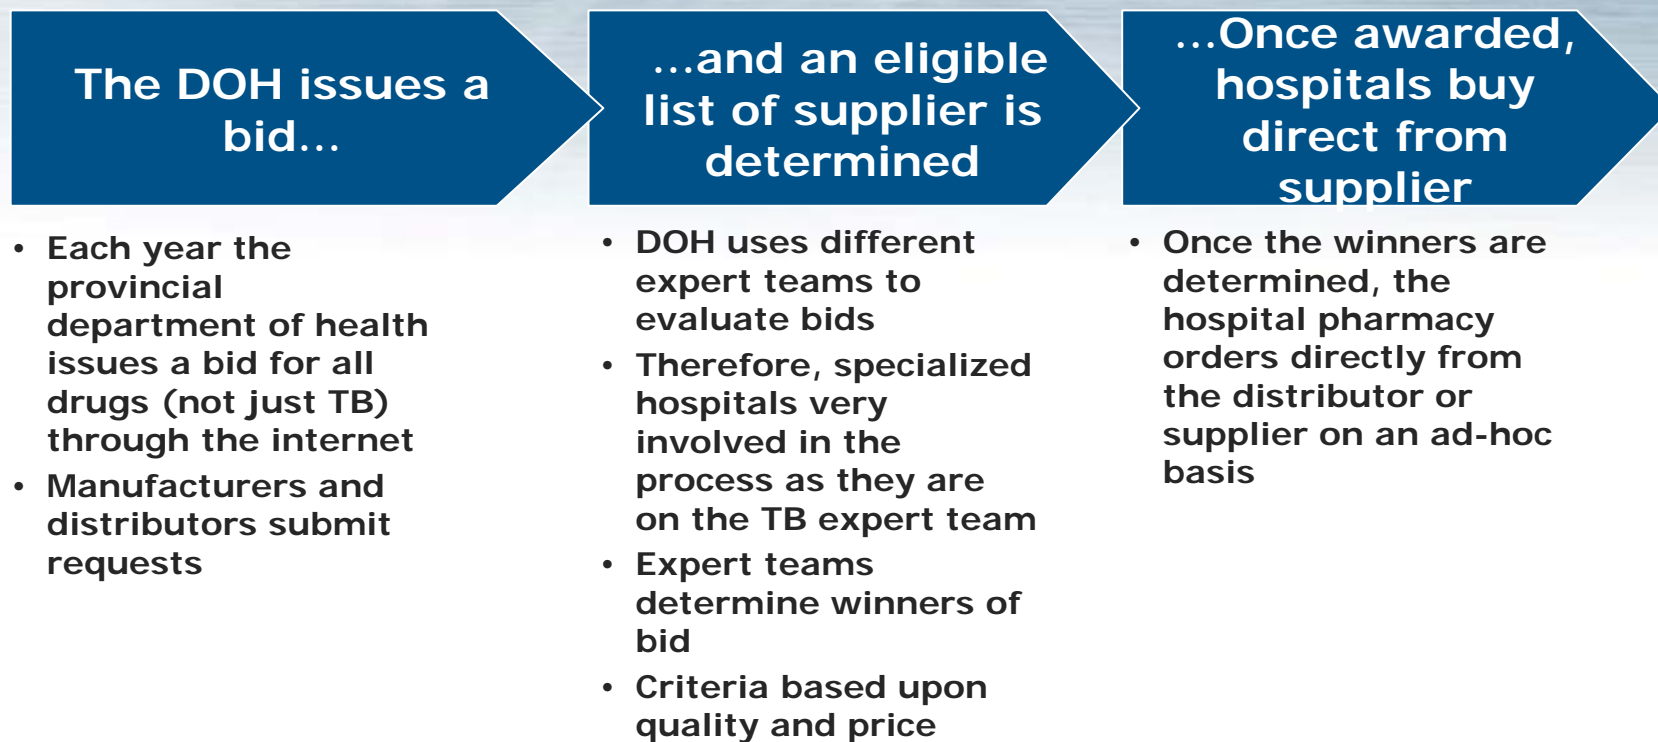 The DOH issues a
bid...
...and an eligible
list of supplier is
determined
...Once awarded,
hospitals buy
direct from
supplier
• Each year the
provincial
department of health
issues a bid for all
drugs (not just TB)
through the internet
• Manufacturers and
distributors submit
requests
• DOH uses different
expert teams to
evaluate bids
• Therefore, specialized
hospitals very
involved in the
process as they are
on the TB expert team
• Expert teams
determine winners of
bid
• Criteria based upon
quality and price
• Once the winners are
determined, the
hospital pharmacy
orders directly from
the distributor or
supplier on an ad-hoc
basis